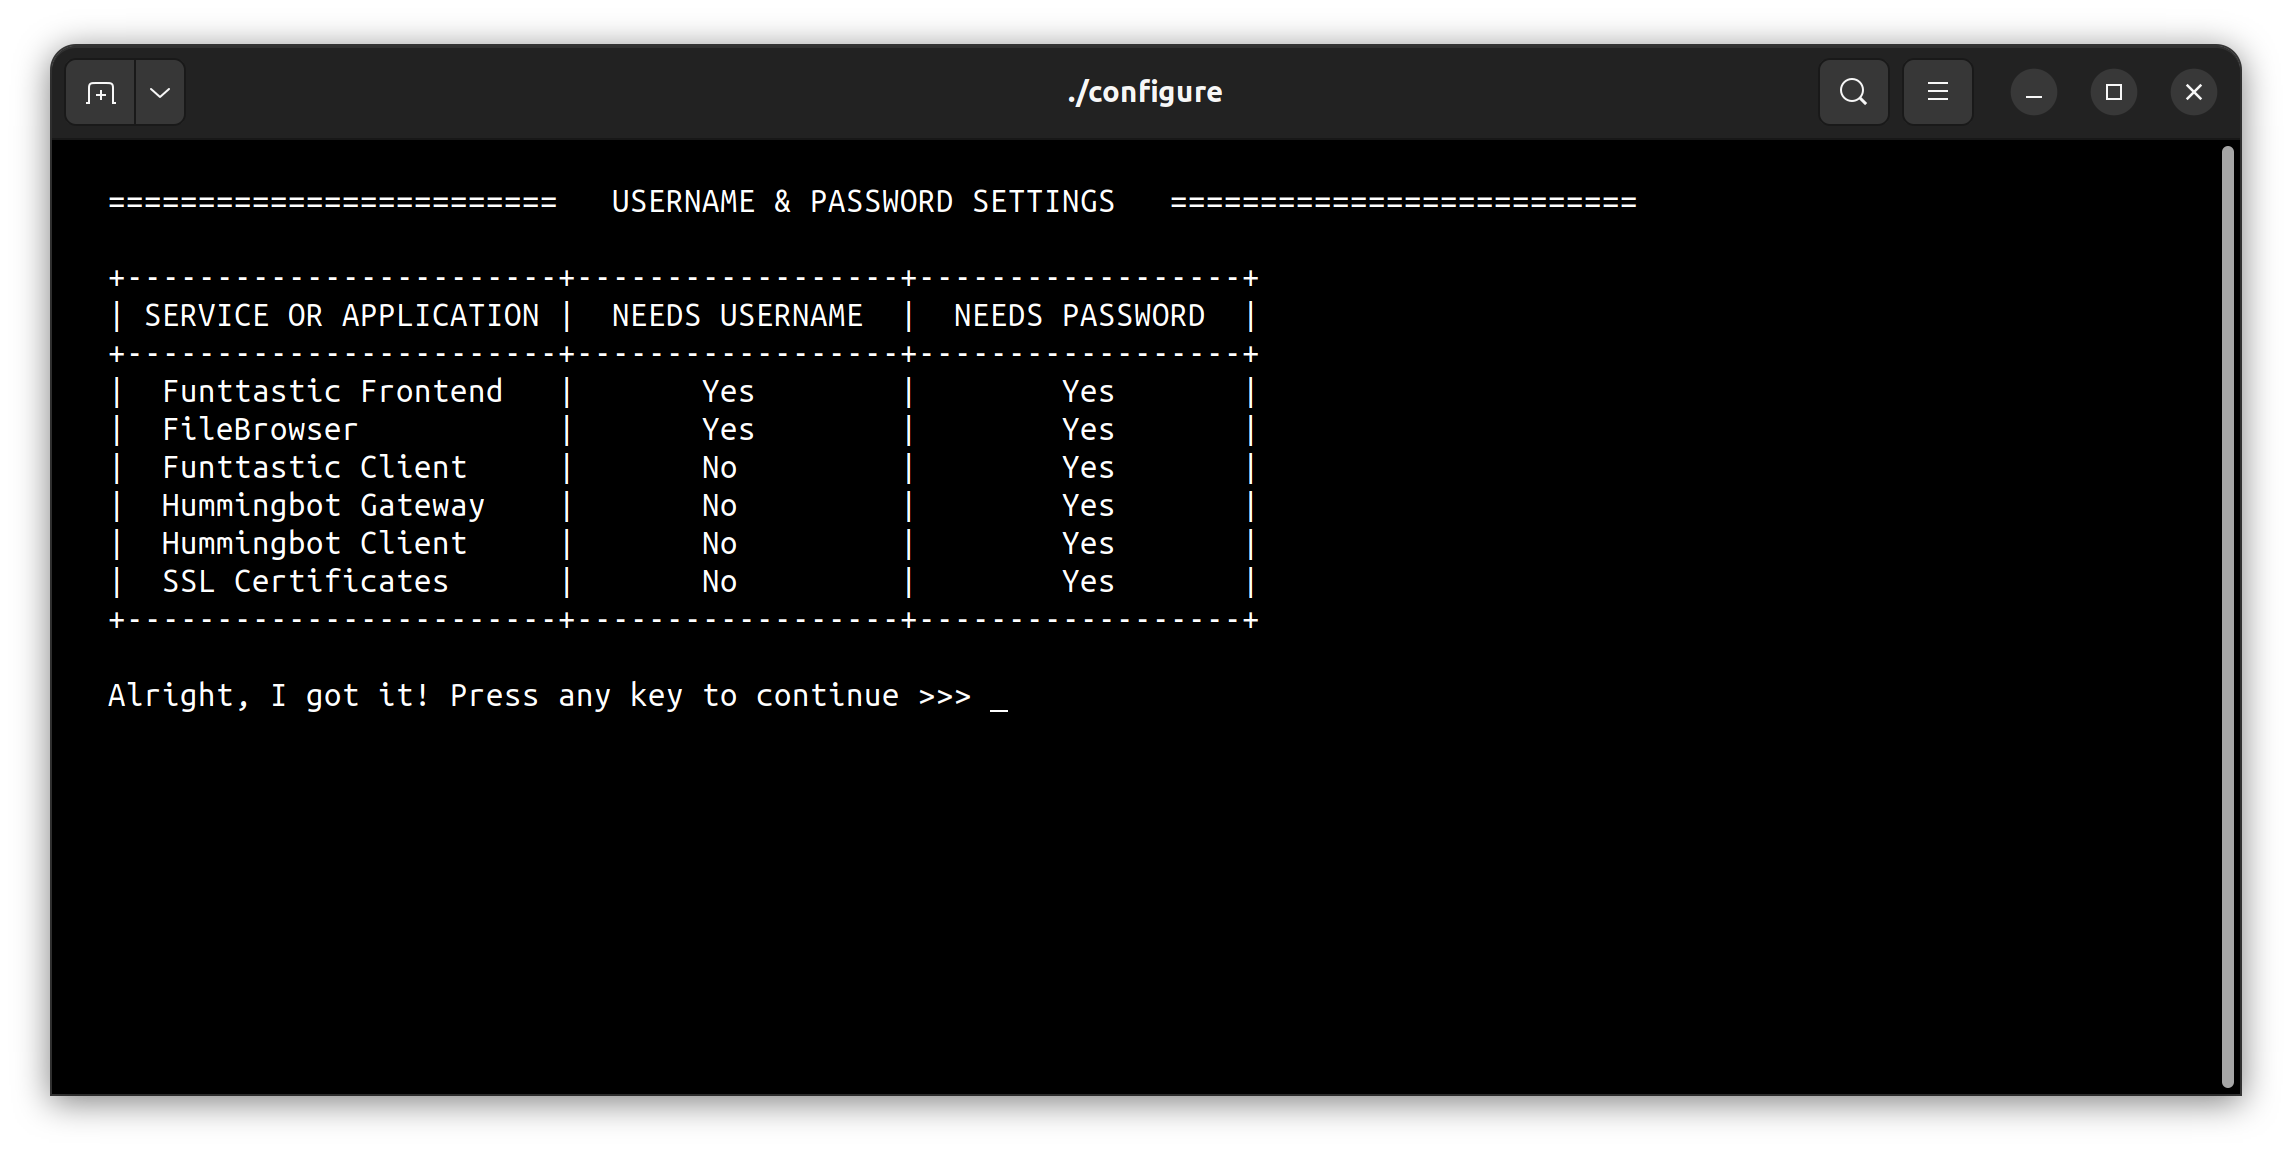 ./configure
=========================   USERNAME & PASSWORD SETTINGS   ==========================
+------------------------+------------------+------------------+
| SERVICE OR APPLICATION |  NEEDS USERNAME  |  NEEDS PASSWORD  |
+------------------------+------------------+------------------+
|  Funttastic Frontend   |       Yes        |        Yes       |
|  FileBrowser           |       Yes        |        Yes       |
|  Funttastic Client     |       No         |        Yes       |
|  Hummingbot Gateway    |       No         |        Yes       |
|  Hummingbot Client     |       No         |        Yes       |
|  SSL Certificates      |       No         |        Yes       |
+------------------------+------------------+------------------+
Alright, I got it! Press any key to continue >>> _